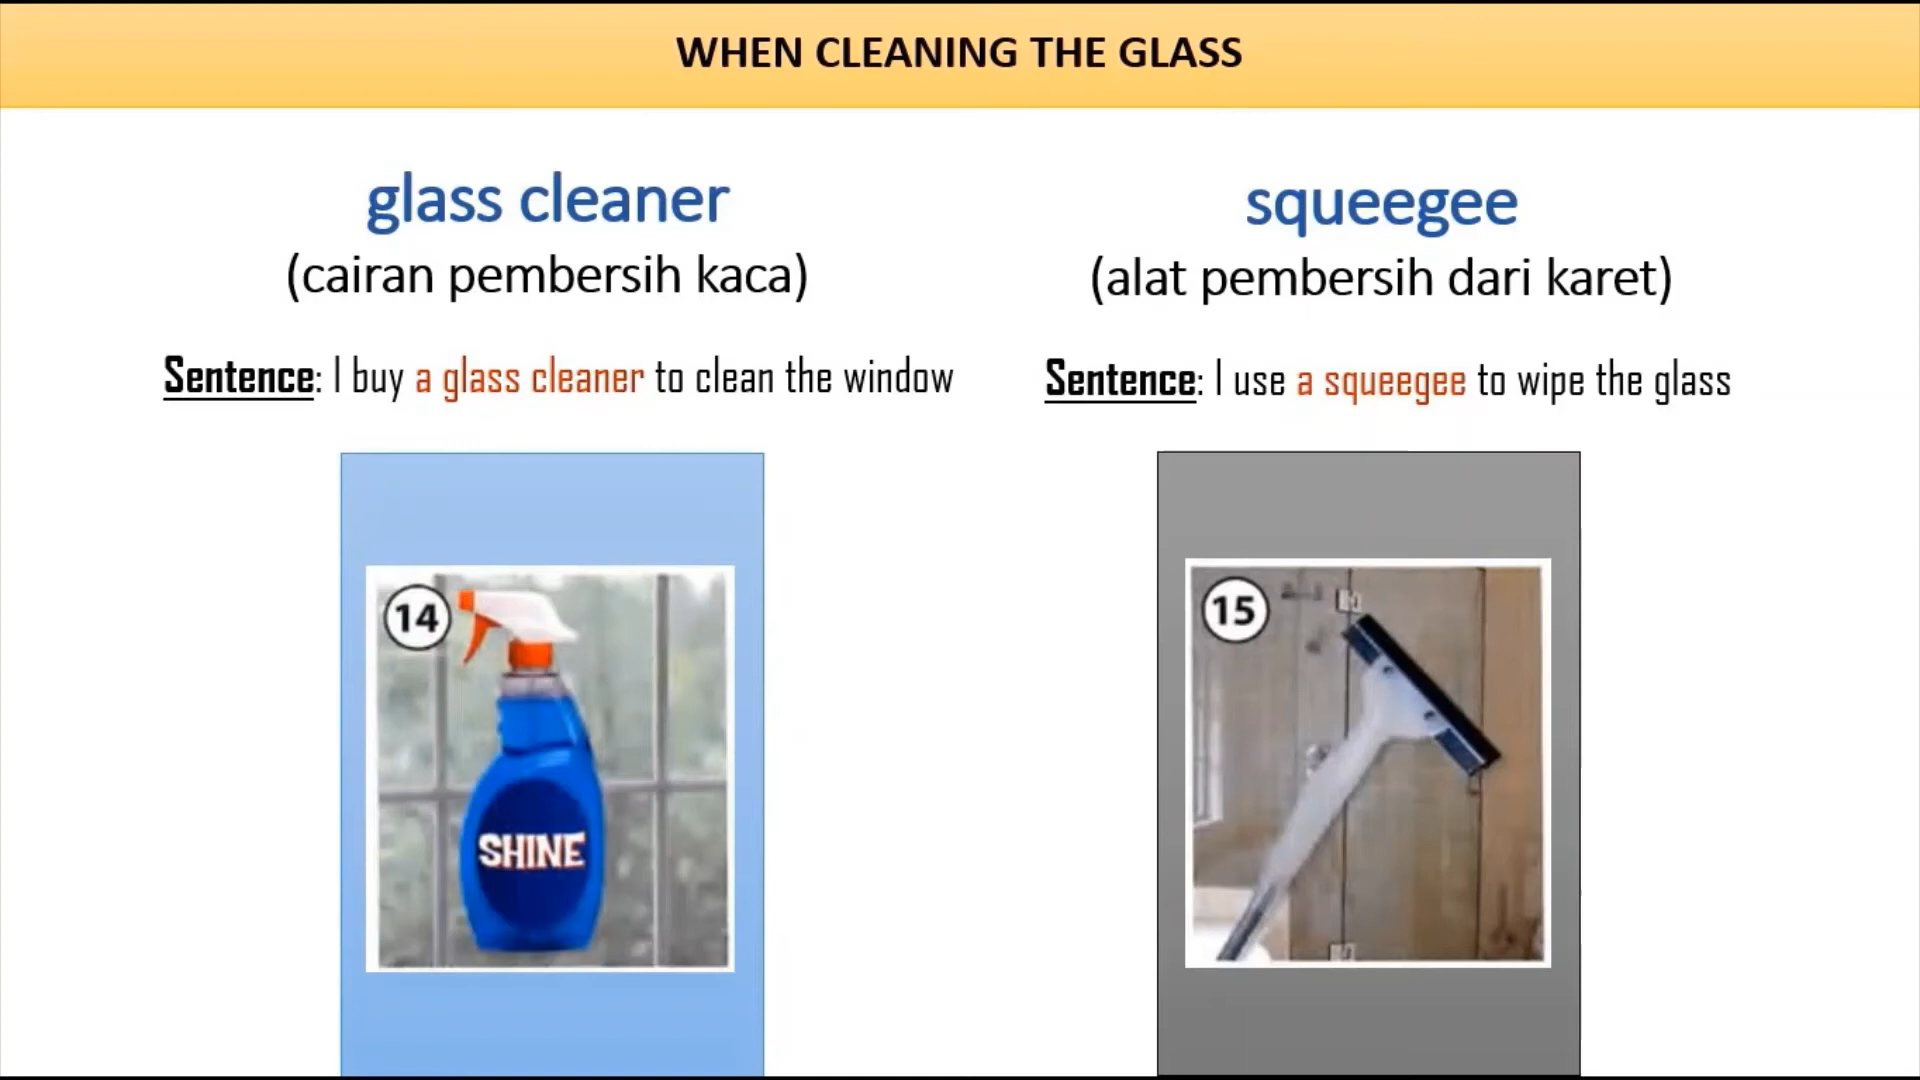 WHEN CLEANING THE GLASS
glass cleaner
(cairan pembersih kaca)
Sentence: I buy a glass cleaner to clean the window
14
SHINE
squeegee
(alat pembersih dari karet)
Sentence: I use a squeegee to wipe the glass
15